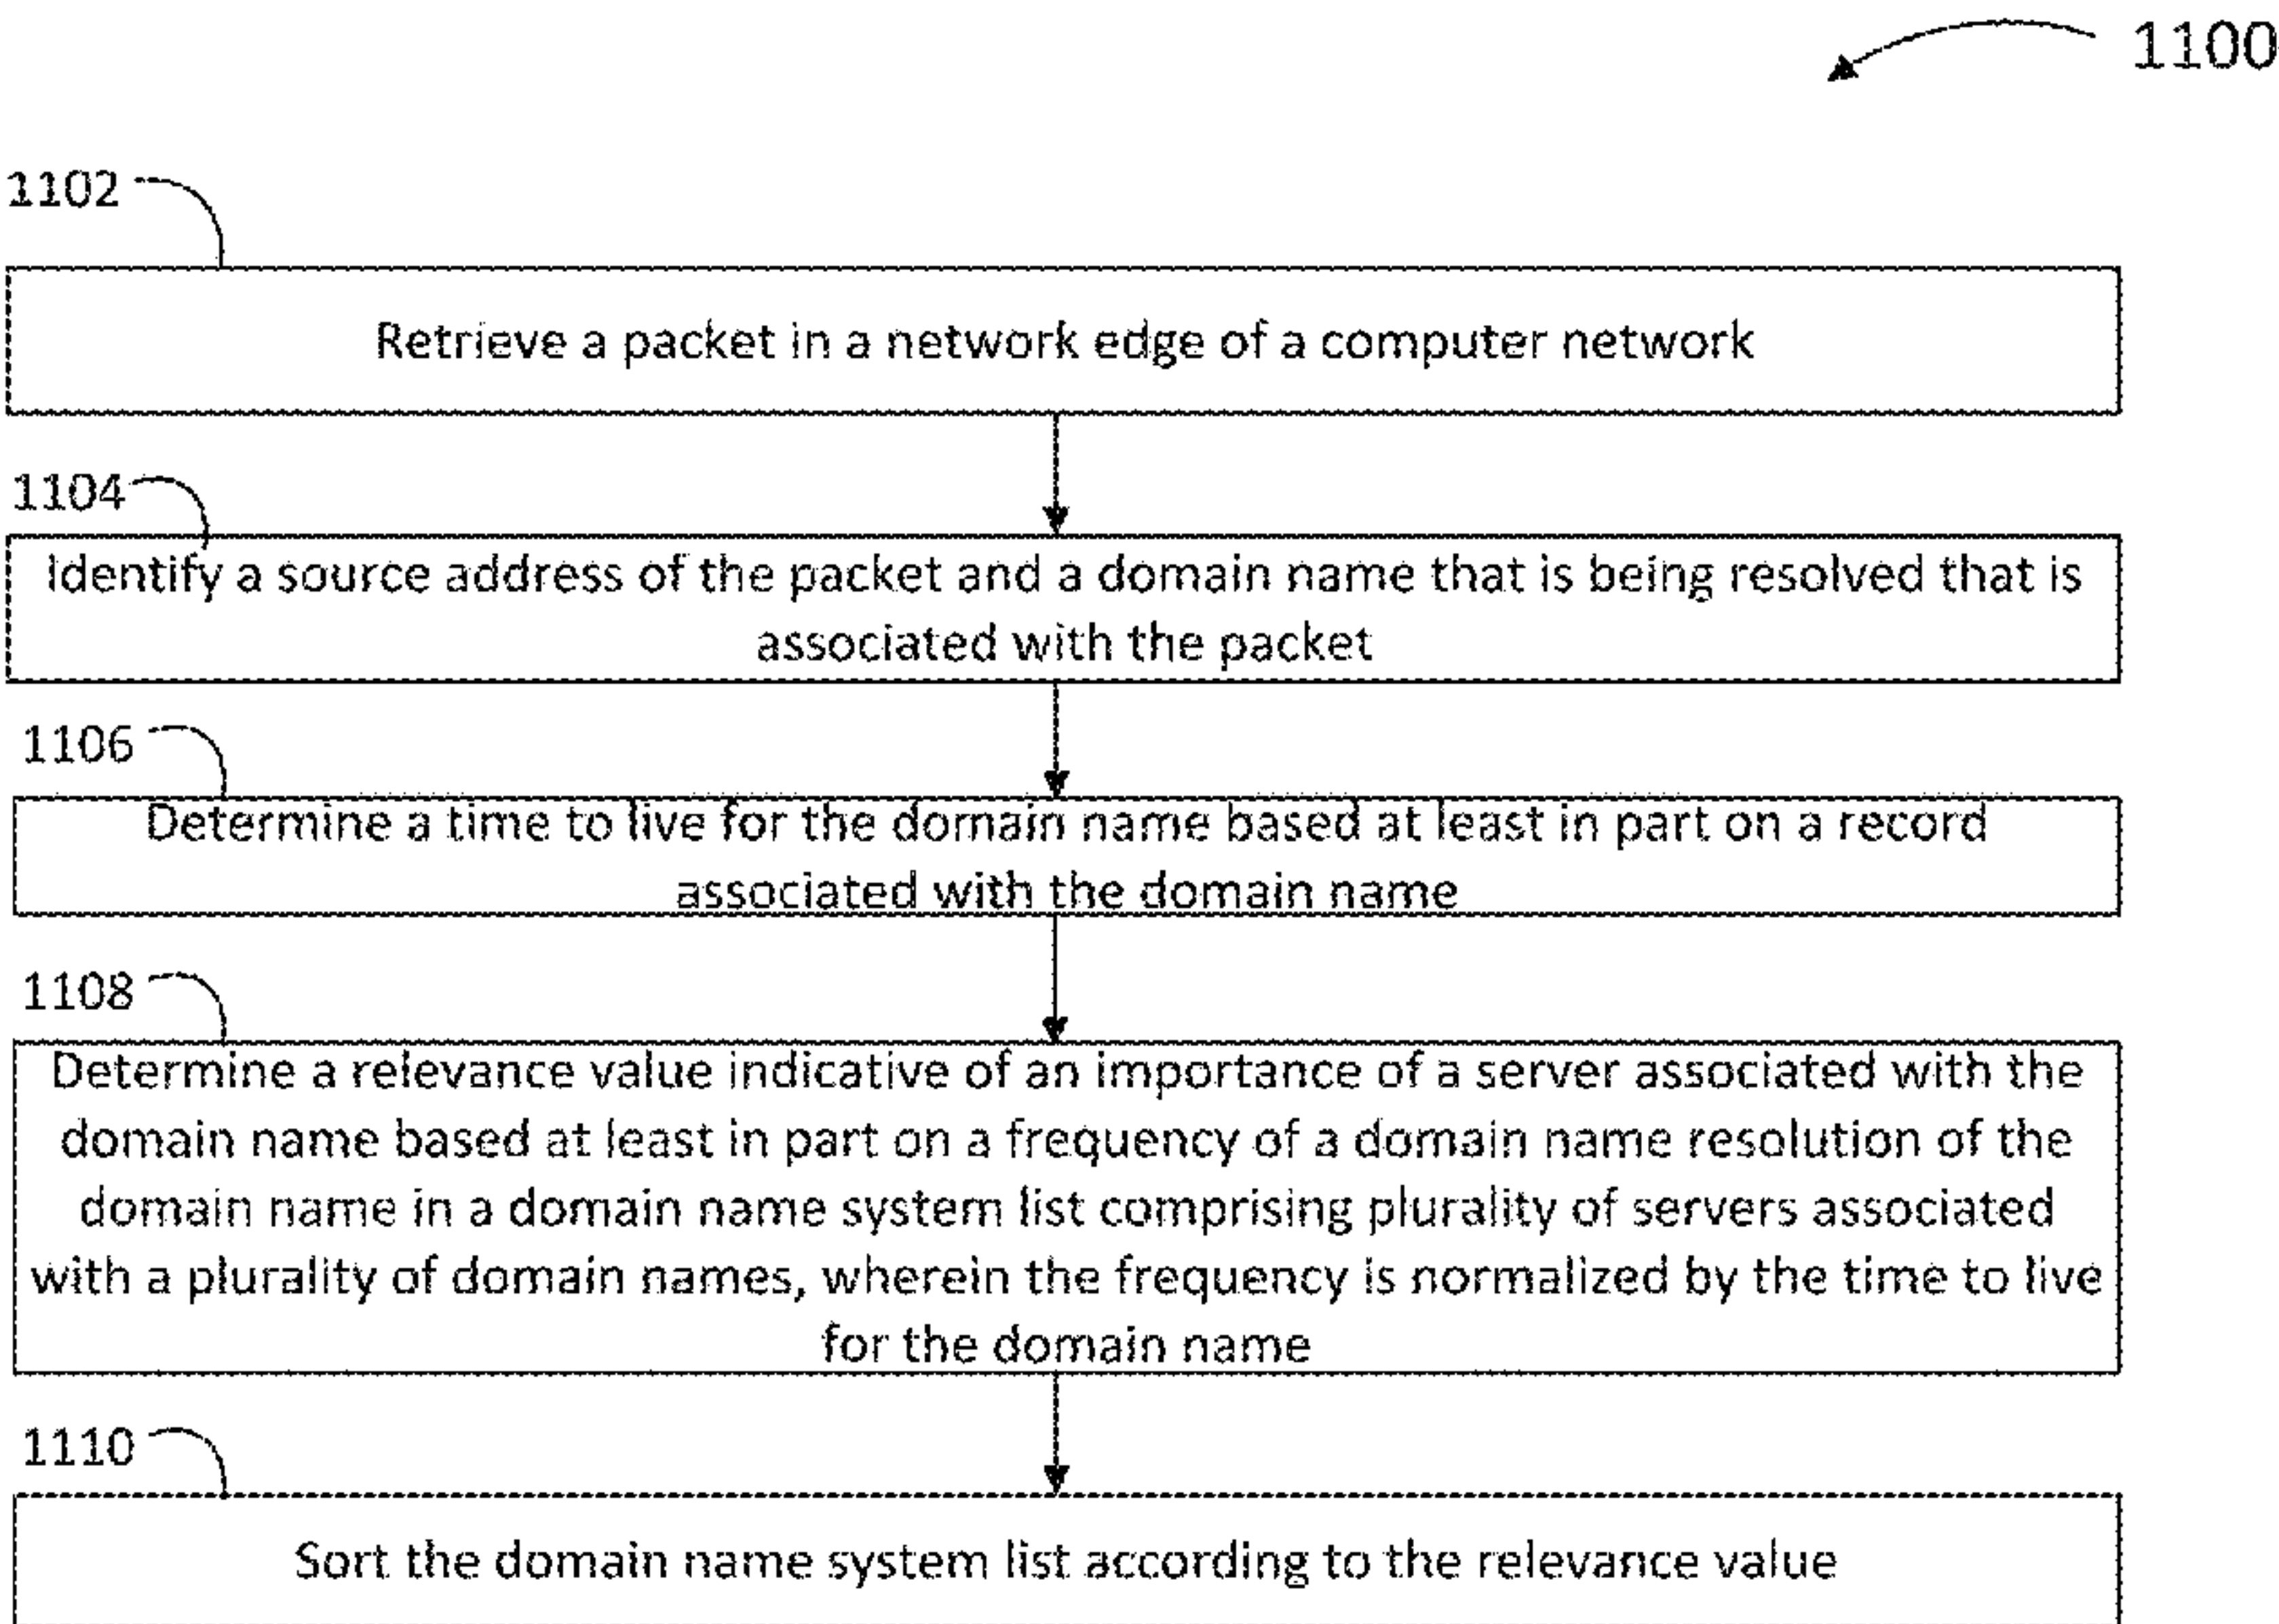 1100
1102
Retrieve a packet in a network edge of a computer network
1104
Identify a source address of the packet and a domain name that is being resolved that is
associated with the packet
1106
Determine a time to live for the domain name based at least in part on a record
associated with the domain name
1108
Determine a relevance value indicative of an importance of a server associated with the
domain name based at least in part on a frequency of a domain name resolution of the
domain name in a domain name system list comprising plurality of servers associated
with a plurality of domain names, wherein the frequency is normalized by the time to live
for the domain name
1110
Sort the domain name system list according to the relevance value